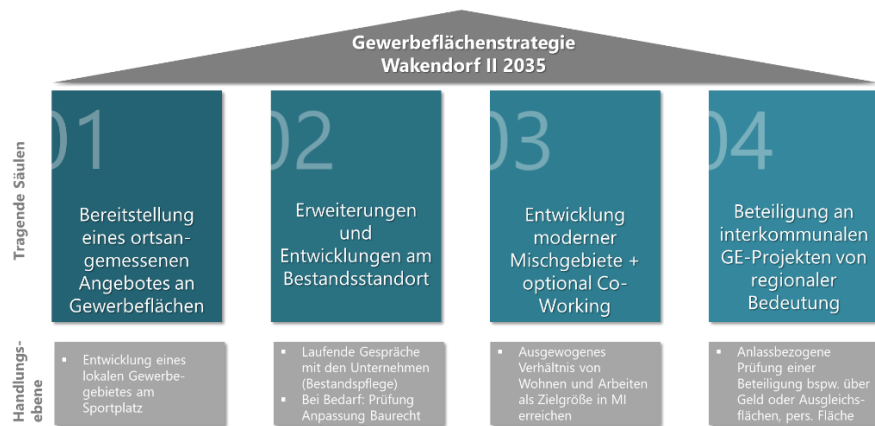 Gewerbeflächenstrategie
Wakendorf II 2035
Tragende Säulen
01
Bereitstellung
eines ortsan-
gemessenen
Angebotes an
Gewerbeflächen
02
Erweiterungen
und
Entwicklungen am
Bestandsstandort
03
Entwicklung
moderner
Mischgebiete +
optional Co-
Working
04
Beteiligung an
interkommunalen
GE-Projekten von
regionaler
Bedeutung
Handlungs-
ebene
▪ Entwicklung eines
lokalen Gewerbe-
gebietes am
Sportplatz
▪ Laufende Gespräche
mit den Unternehmen
(Bestandspflege)
▪ Bei Bedarf: Prüfung
Anpassung Baurecht
▪ Ausgewogenes
Verhältnis von
Wohnen und Arbeiten
als Zielgröße in MI
erreichen
▪ Anlassbezogene
Prüfung einer
Beteiligung bspw. über
Geld oder Ausgleichs-
flächen, pers. Fläche